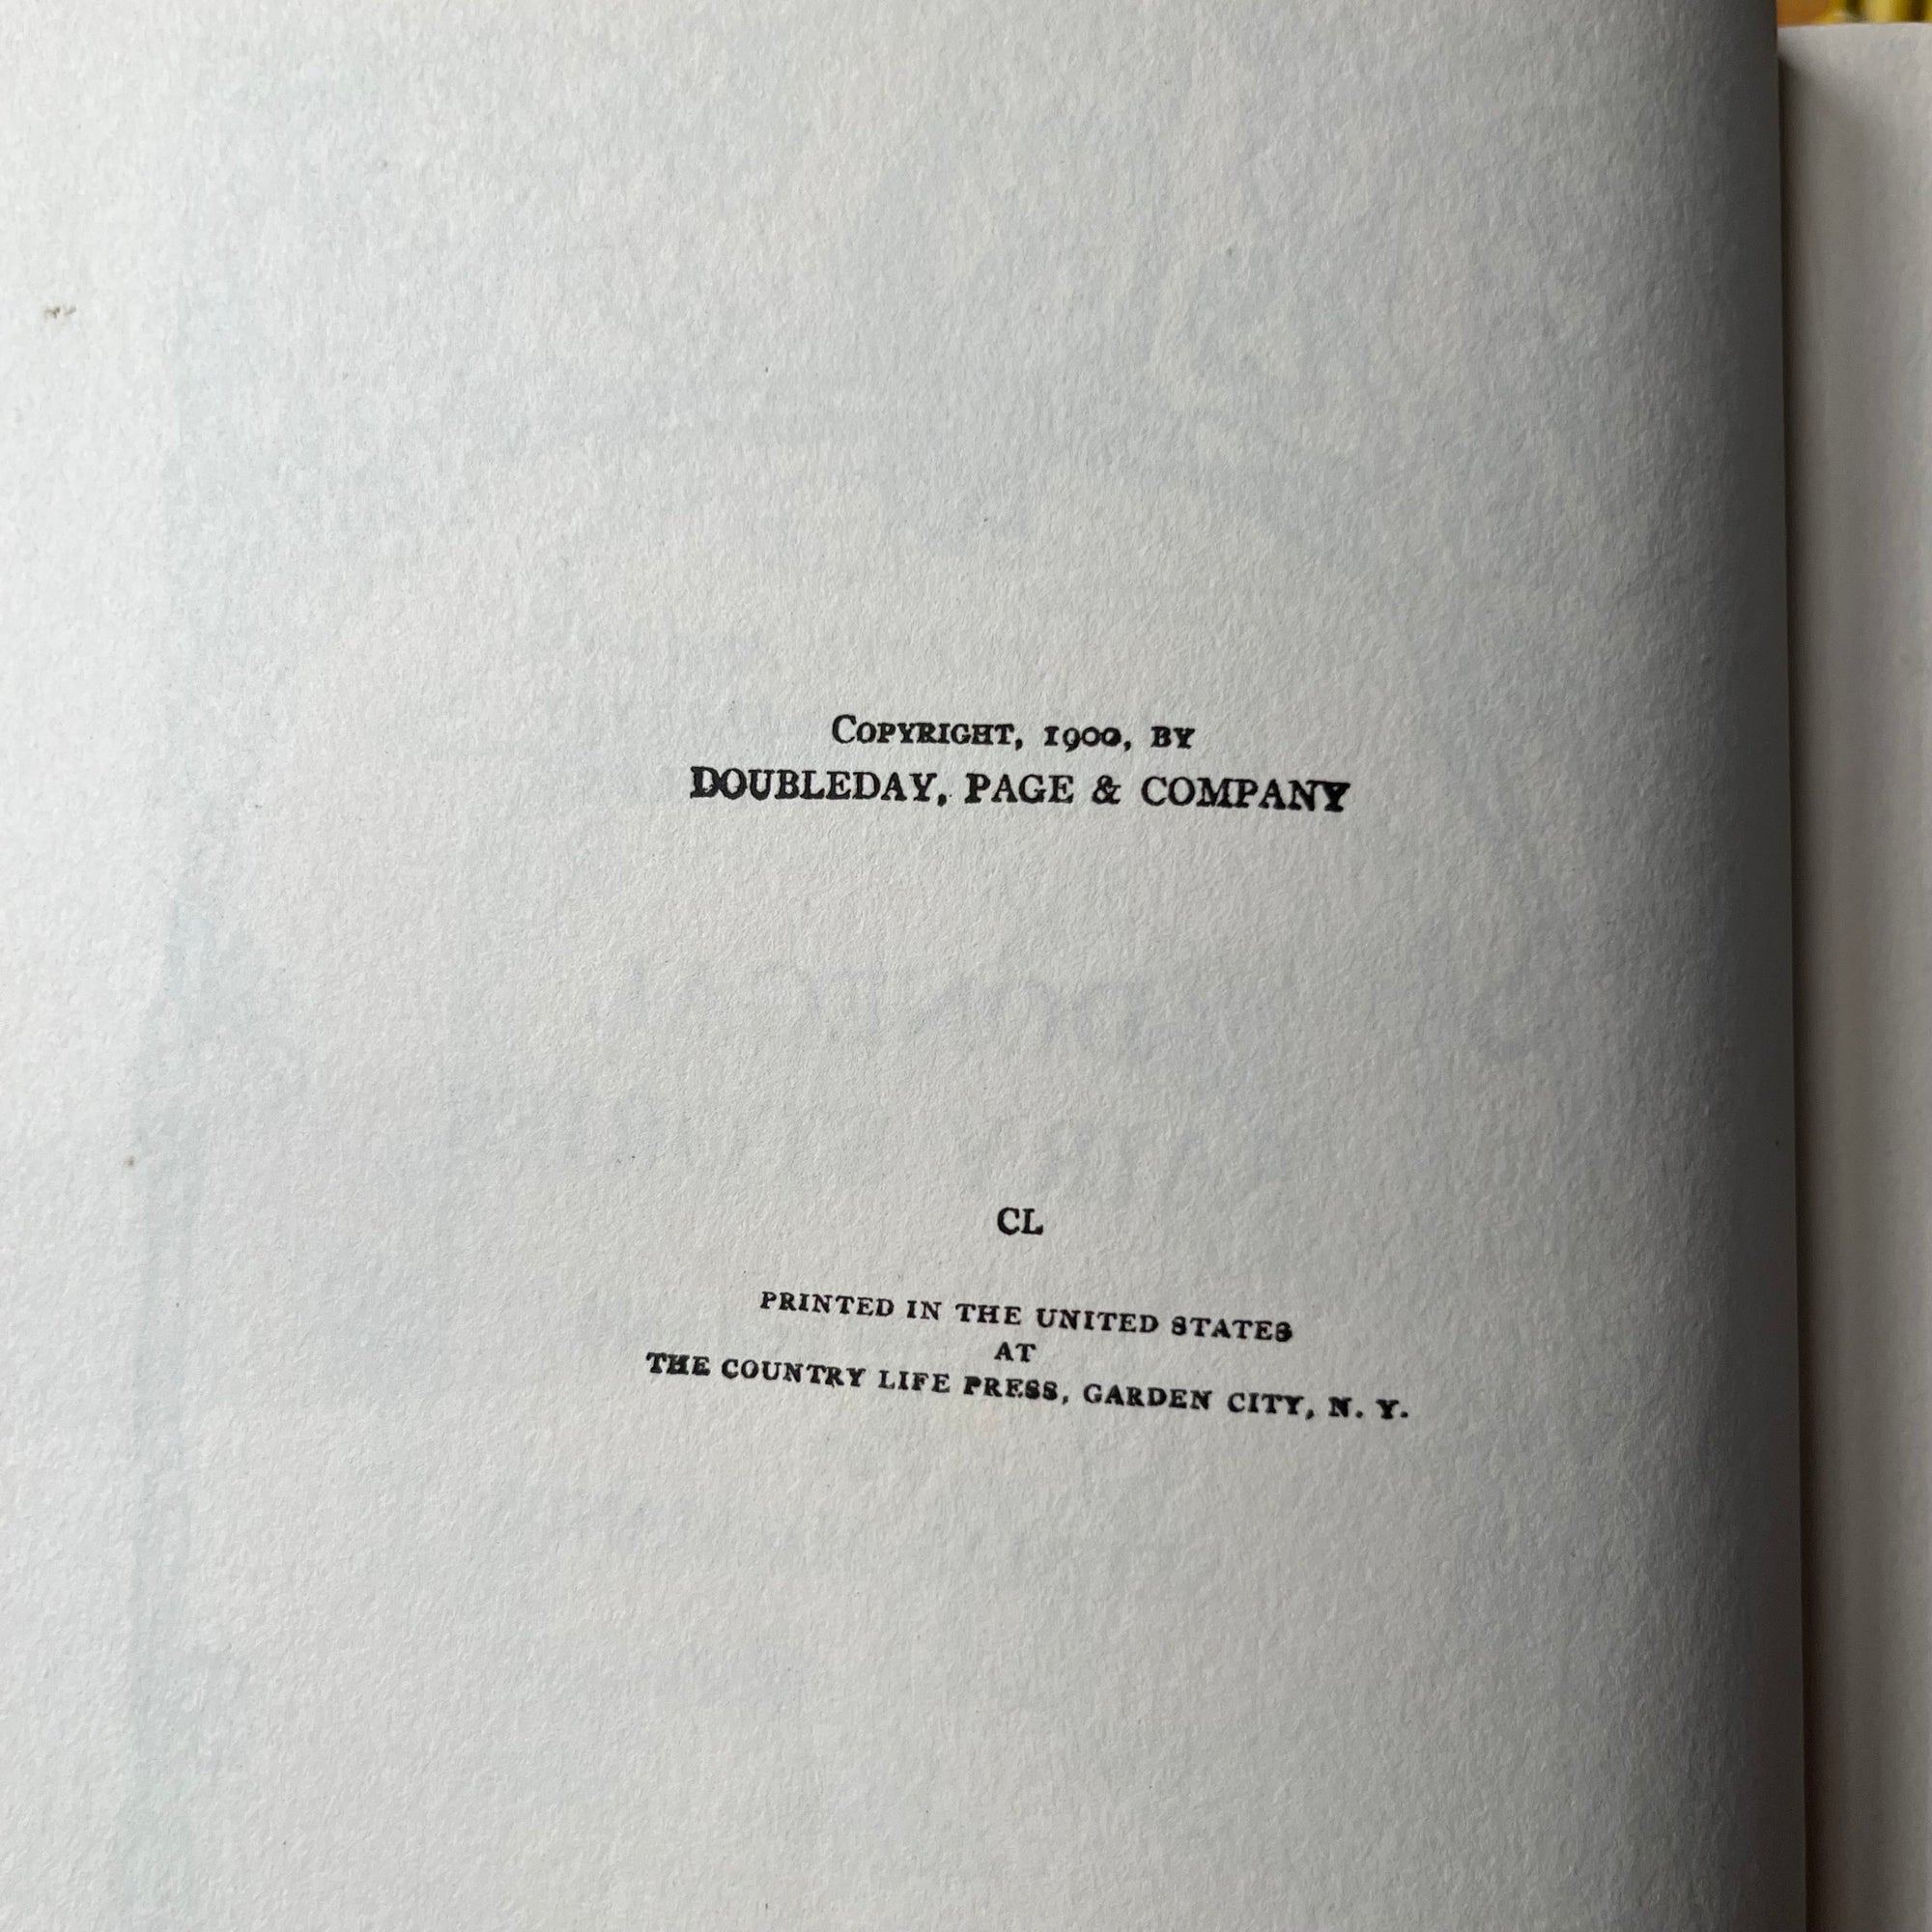 COPYRIGHT, 1900, BY
DOUBLEDAY, PAGE & COMPANY
CL
PRINTED IN THE UNITED STATES
AT
THE COUNTRY LIFE PRESS, GARDEN CITY, N. Y.